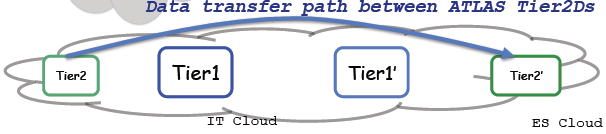 Data transfer path between ATLAS Tier2Ds
Tier2 Tier1 Tier1' Tier2'
IT Cloud ES Cloud